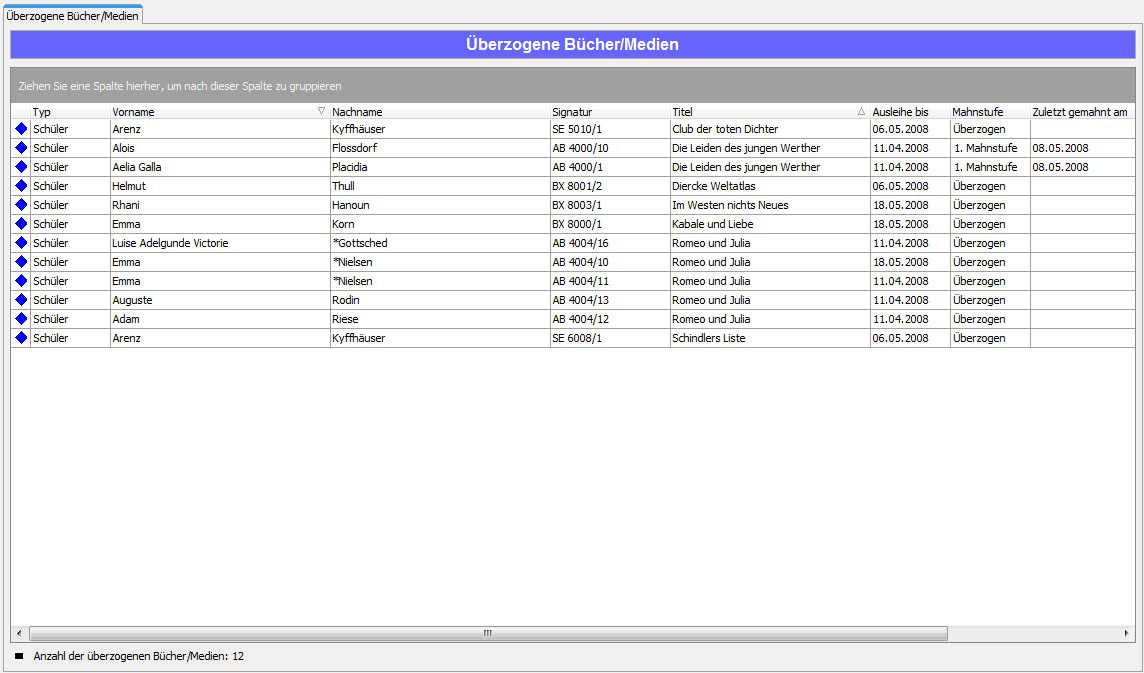 Überzogene Bücher/Medien
Überzogene Bücher/Medien
Ziehen Sie eine Spalte hierher, um nach dieser Spalte zu gruppieren
Typ Vorname Nachname Signatur Titel Ausleihe bis Mahnstufe Zuletzt gemahnt am
Schüler Arenz Kyffhäuser SE 5010/1 Club der toten Dichter 06.05.2008 Überzogen
Schüler Alois Flossdorf AB 4000/10 Die Leiden des jungen Werther 11.04.2008 1. Mahnstufe 08.05.2008
Schüler Aelia Galla Placidia AB 4000/1 Die Leiden des jungen Werther 11.04.2008 1. Mahnstufe 08.05.2008
Schüler Helmut Thull BX 8001/2 Diercke Weltatlas 06.05.2008 Überzogen
Schüler Rhani Hanoun BX 8003/1 Im Westen nichts Neues 18.05.2008 Überzogen
Schüler Emma Korn BX 8000/1 Kabale und Liebe 18.05.2008 Überzogen
Schüler Luise Adelgunde Victorie *Gottsched AB 4004/16 Romeo und Julia 11.04.2008 Überzogen
Schüler Emma *Nielsen AB 4004/10 Romeo und Julia 18.05.2008 Überzogen
Schüler Emma *Nielsen AB 4004/11 Romeo und Julia 11.04.2008 Überzogen
Schüler Auguste Rodin AB 4004/13 Romeo und Julia 11.04.2008 Überzogen
Schüler Adam Riese AB 4004/12 Romeo und Julia 11.04.2008 Überzogen
Schüler Arenz Kyffhäuser SE 6008/1 Schindlers Liste 06.05.2008 Überzogen
Anzahl der überzogenen Bücher/Medien: 12